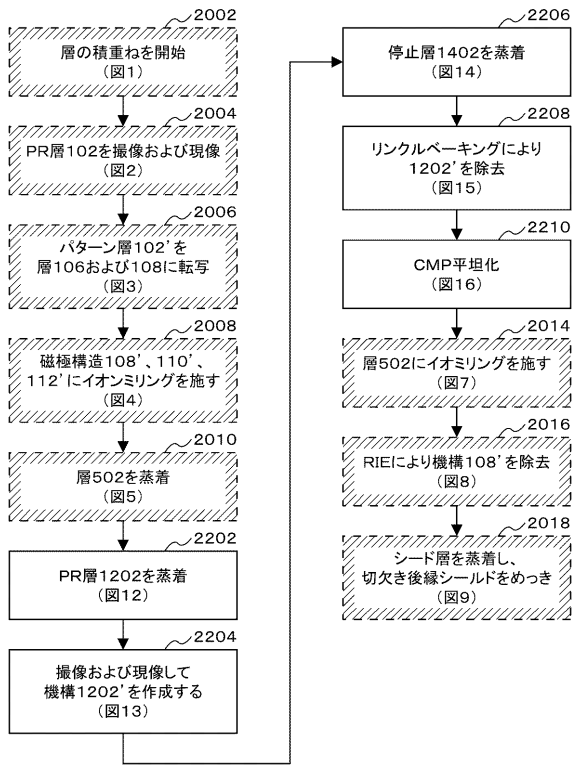 2002
層の積重ねを開始
(図1)
2004
PR層102を撮像および現像
(図2)
2006
パターン層102'を
層106および108に転写
(図3)
2008
磁極構造108'、110'、
112'にイオンミリングを施す
(図4)
2010
層502を蒸着
(図5)
2202
PR層1202を蒸着
(図12)
2204
撮像および現像して
機構1202'を作成する
(図13)
2206
停止層1402を蒸着
(図14)
2208
リンクルベーキングにより
1202'を除去
(図15)
2210
CMP平坦化
(図16)
2014
層502にイオミリングを施す
(図7)
2016
RIEにより機構108'を除去
(図8)
2018
シード層を蒸着し、
切欠き後縁シールドをめっき
(図9)